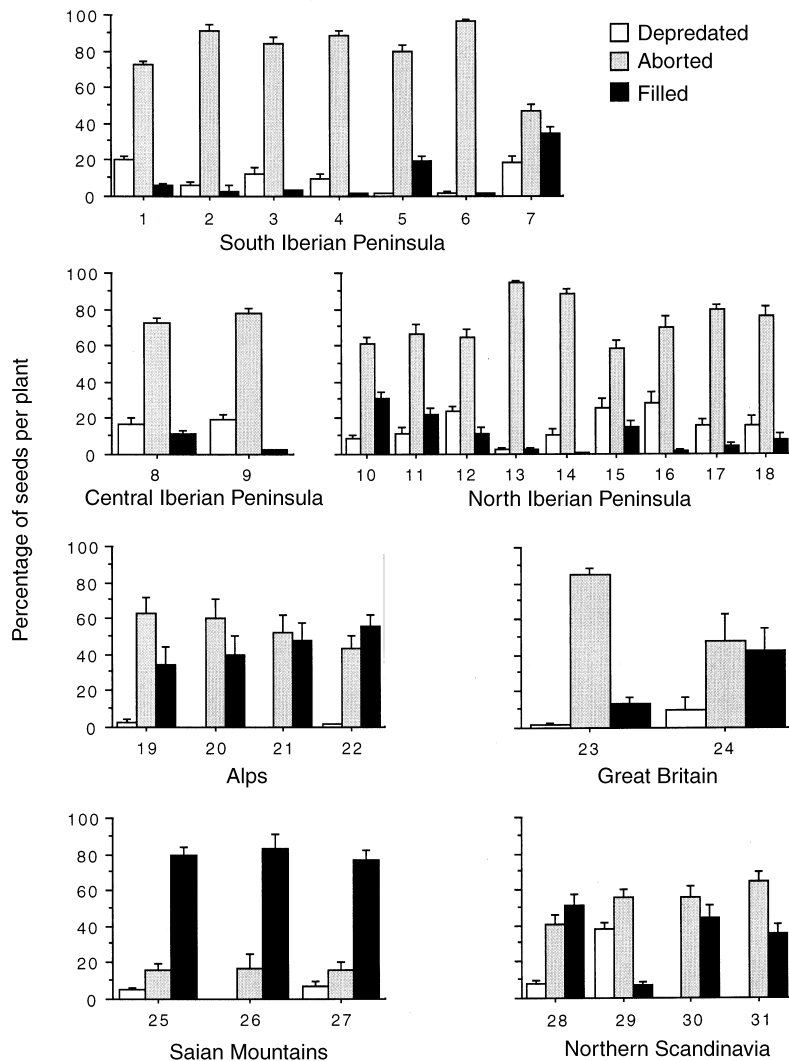 100
80
60
40
20
0
Depredated
Aborted
Filled
1 2 3 4 5 6 7
South Iberian Peninsula
Percentage of seeds per plant
100
80
60
40
20
0
8 9
Central Iberian Peninsula
10 11 12 13 14 15 16 17 18
North Iberian Peninsula
100
80
60
40
20
0
19 20 21 22
Alps
23 24
Great Britain
100
80
60
40
20
0
25 26 27
Saian Mountains
28 29 30 31
Northern Scandinavia